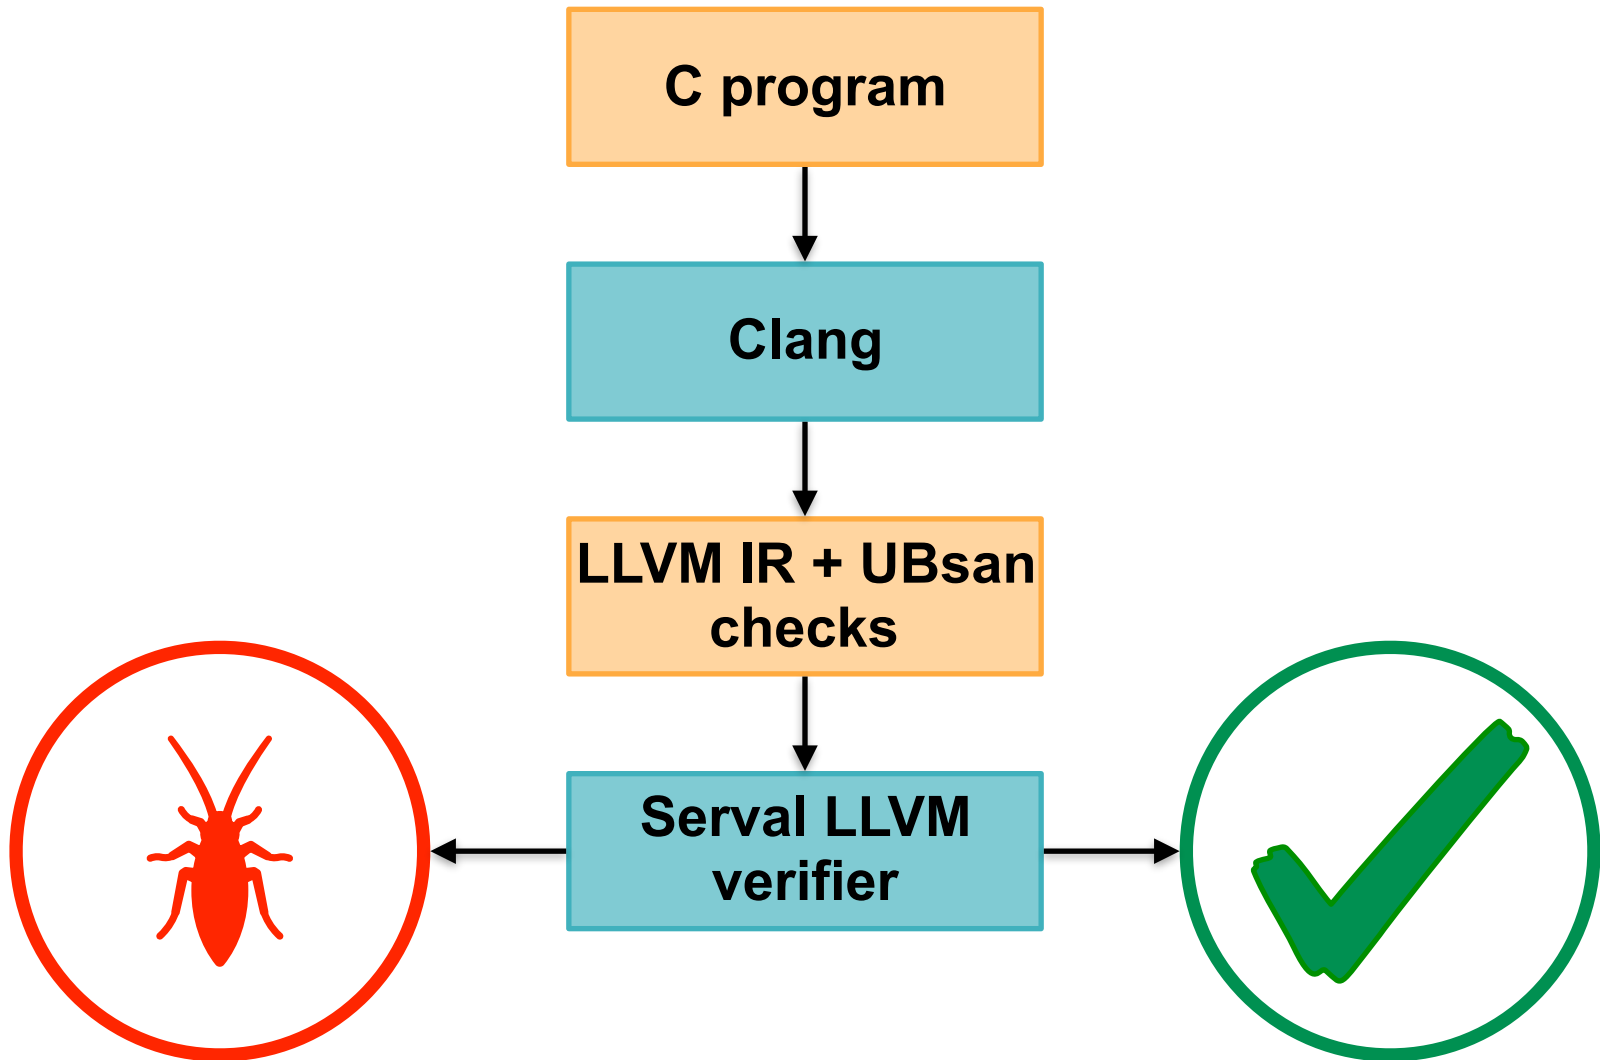 C program
Clang
LLVM IR + UBsan
checks
Serval LLVM
verifier